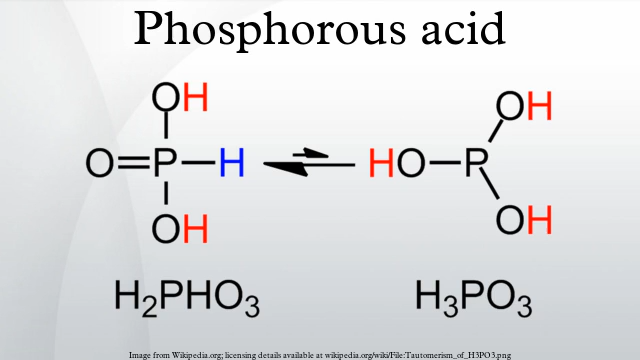 Phosphorous acid
OH
O=P—H
OH
H₂PHO₃
OH
HO—P
OH
H₃PO₃
Image from Wikipedia.org; licensing details available at wikipedia.org/wiki/File:Tautomerism_of_H3PO3.png